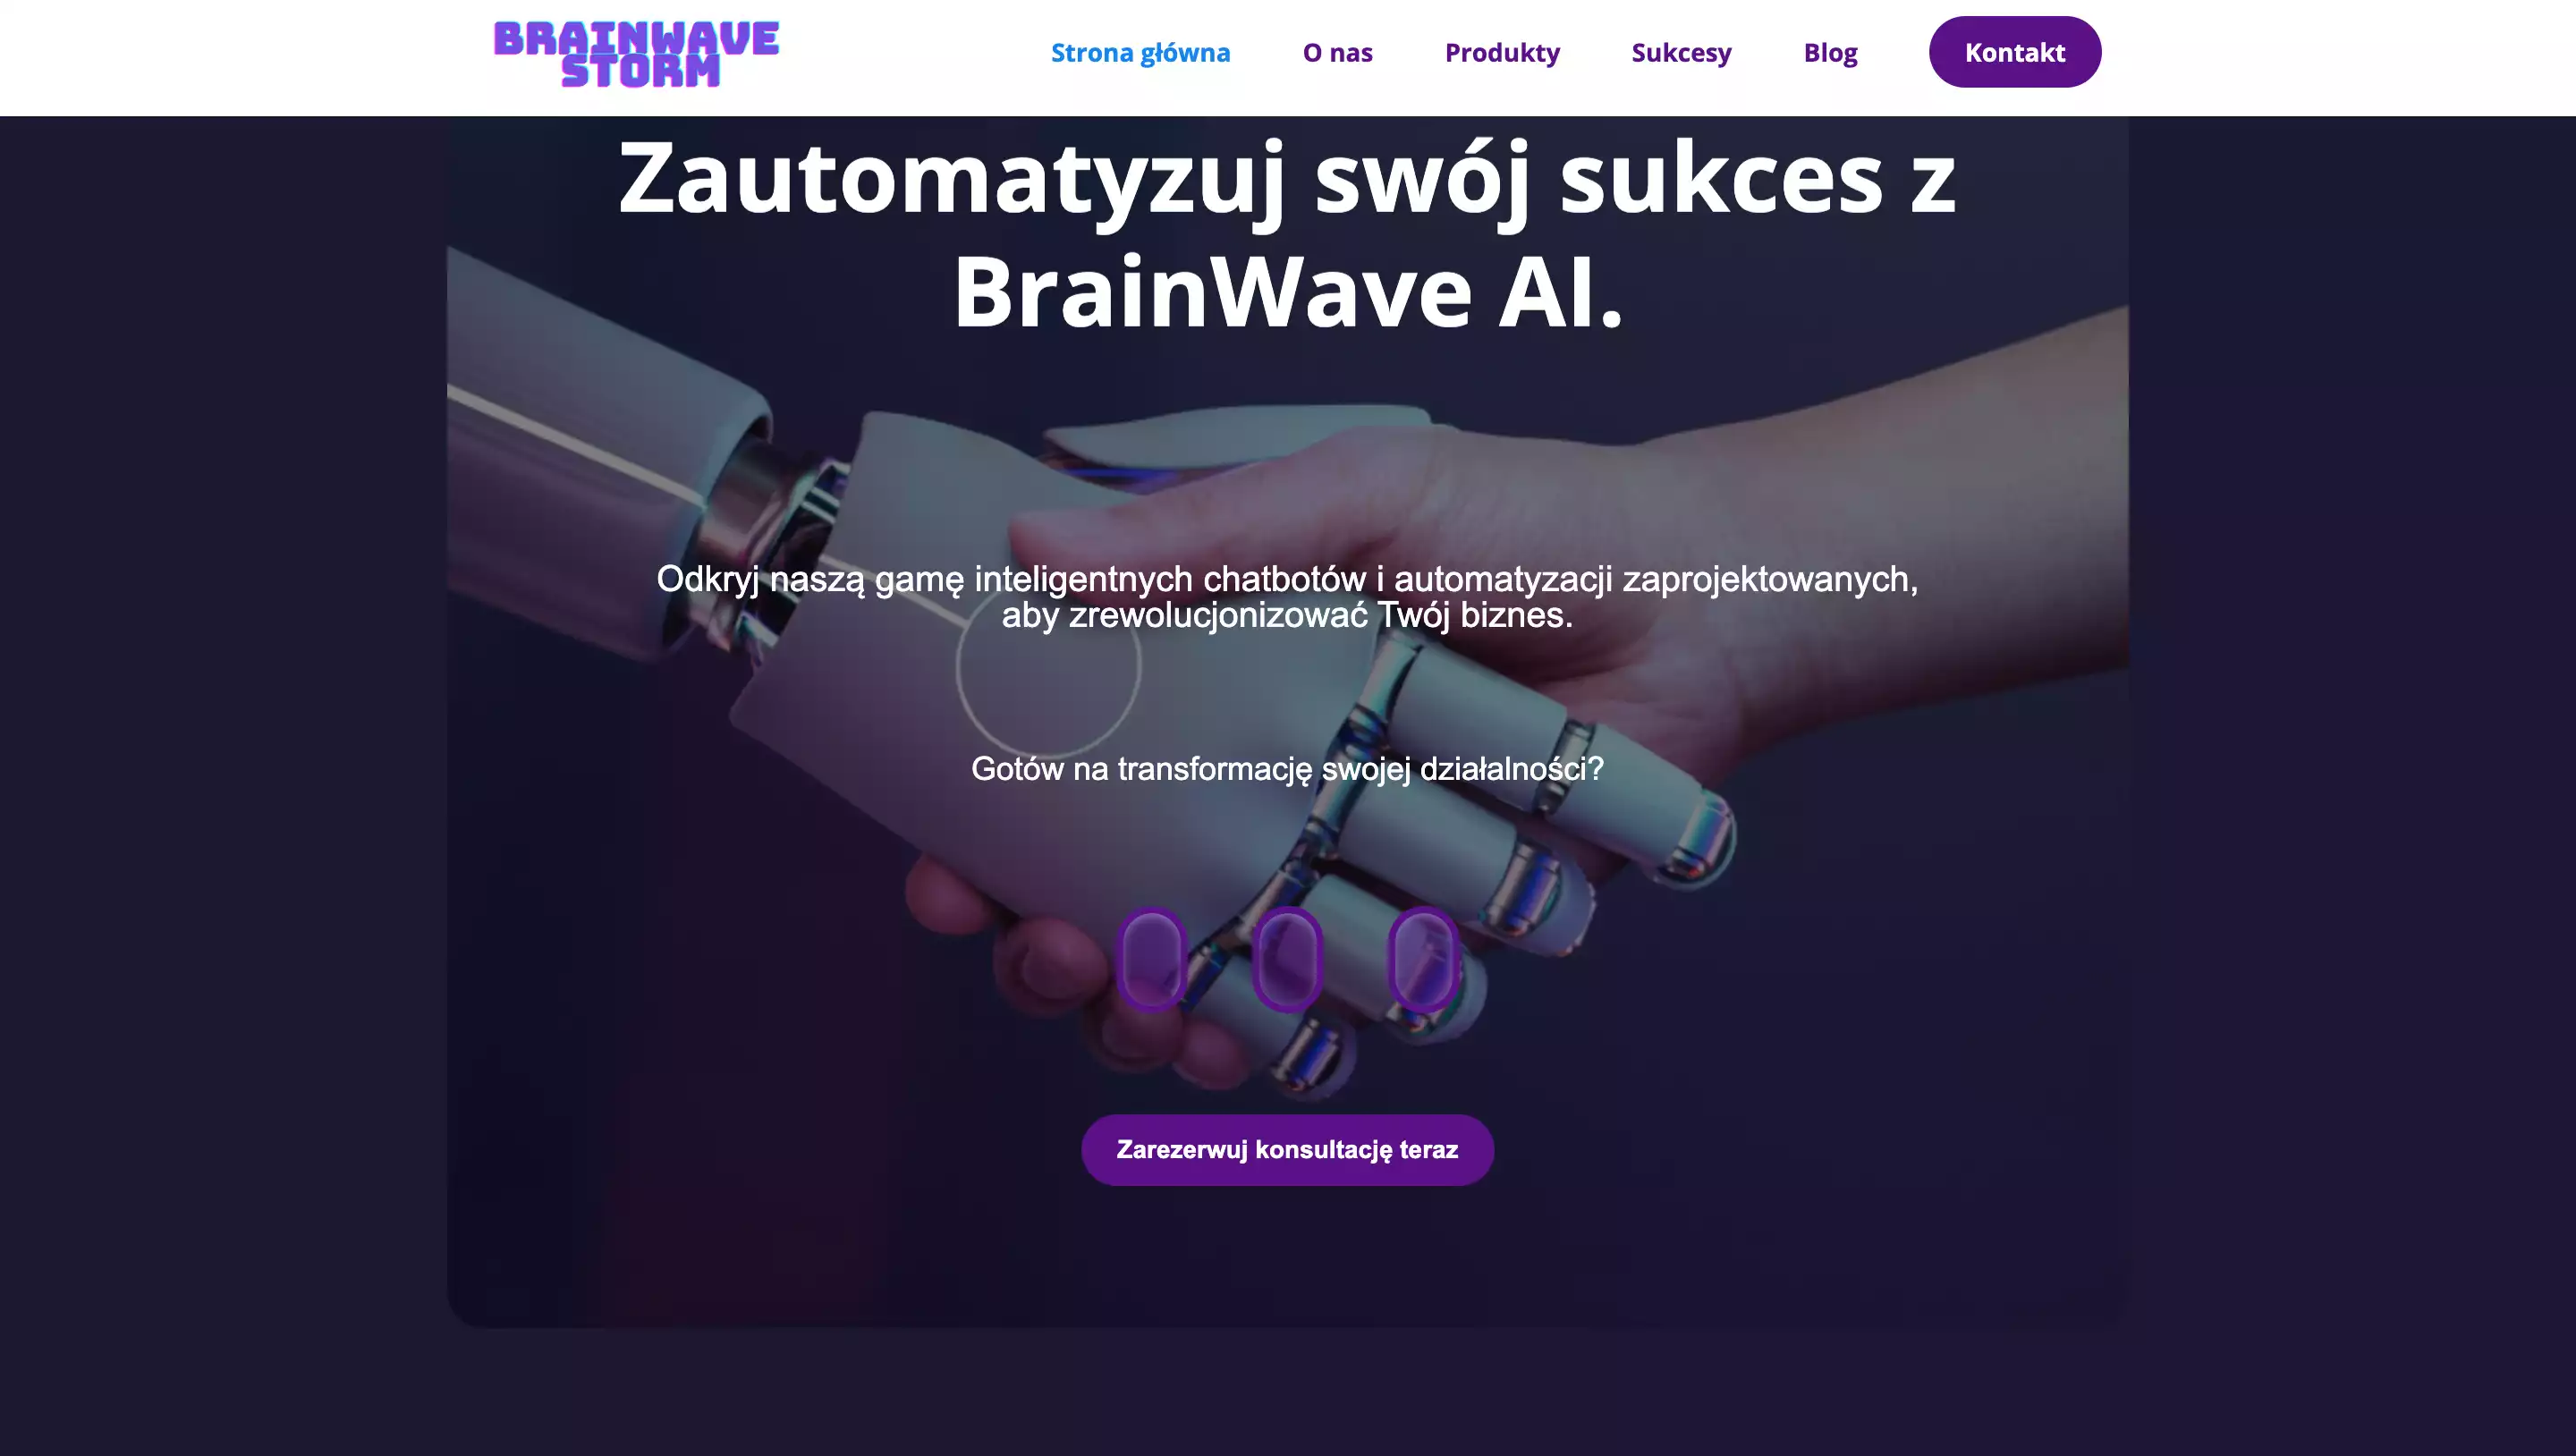 BRAINWAVE
STORM
Strona główna
O nas
Produkty
Sukcesy
Blog
Kontakt
Zautomatyzuj swój sukces z
BrainWave AI.
Odkryj naszą gamę inteligentnych chatbotów i automatyzacji zaprojektowanych,
aby zrewolucjonizować Twój biznes.
Gotów na transformację swojej działalności?
Zarezerwuj konsultację teraz